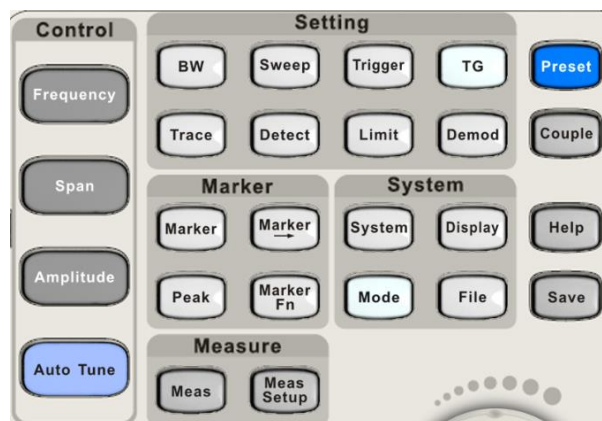 Control
Frequency
Span
Amplitude
Auto Tune
Setting
BW
Sweep
Trigger
TG
Trace
Detect
Limit
Demod
Marker
Marker
Marker
→
Peak
Marker
Fn
System
System
Display
Mode
File
Measure
Meas
Meas
Setup
Preset
Couple
Help
Save